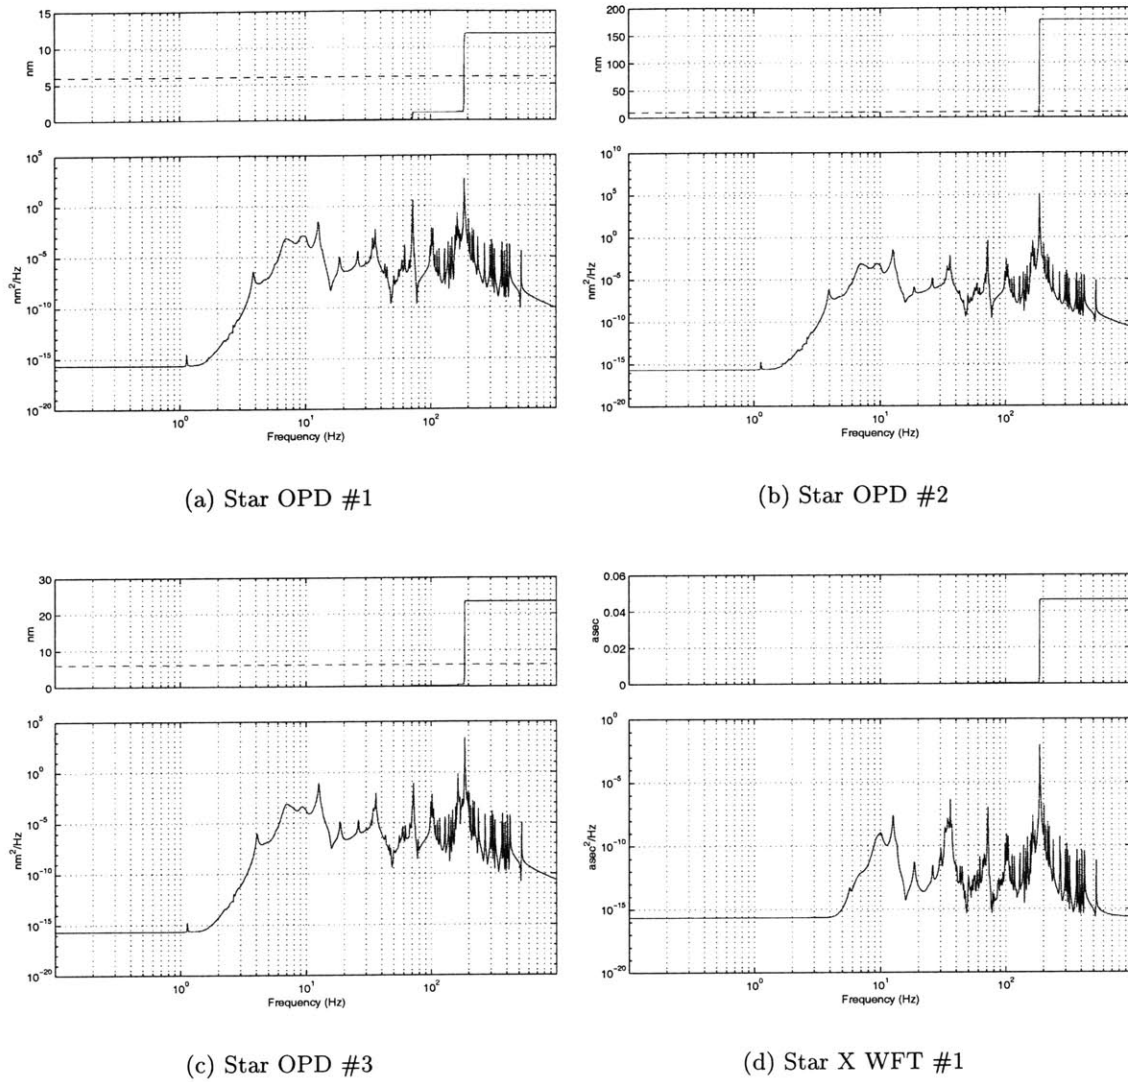 15
10
nm
5
0
10^5
10^0
10^-5
nm^2/Hz
10^-10
10^-15
10^-20
10^0 10^1 10^2
Frequency (Hz)
(a) Star OPD #1
200
150
nm
100
50
0
10^10
10^5
10^0
nm^2/Hz
10^-5
10^-10
10^-15
10^-20
10^0 10^1 10^2
Frequency (Hz)
(b) Star OPD #2
30
20
nm
10
0
10^5
10^0
10^-5
nm^2/Hz
10^-10
10^-15
10^-20
10^0 10^1 10^2
Frequency (Hz)
(c) Star OPD #3
0.06
0.04
asec
0.02
0
10^0
10^-5
asec^2/Hz
10^-10
10^-15
10^-20
10^0 10^1 10^2
Frequency (Hz)
(d) Star X WFT #1